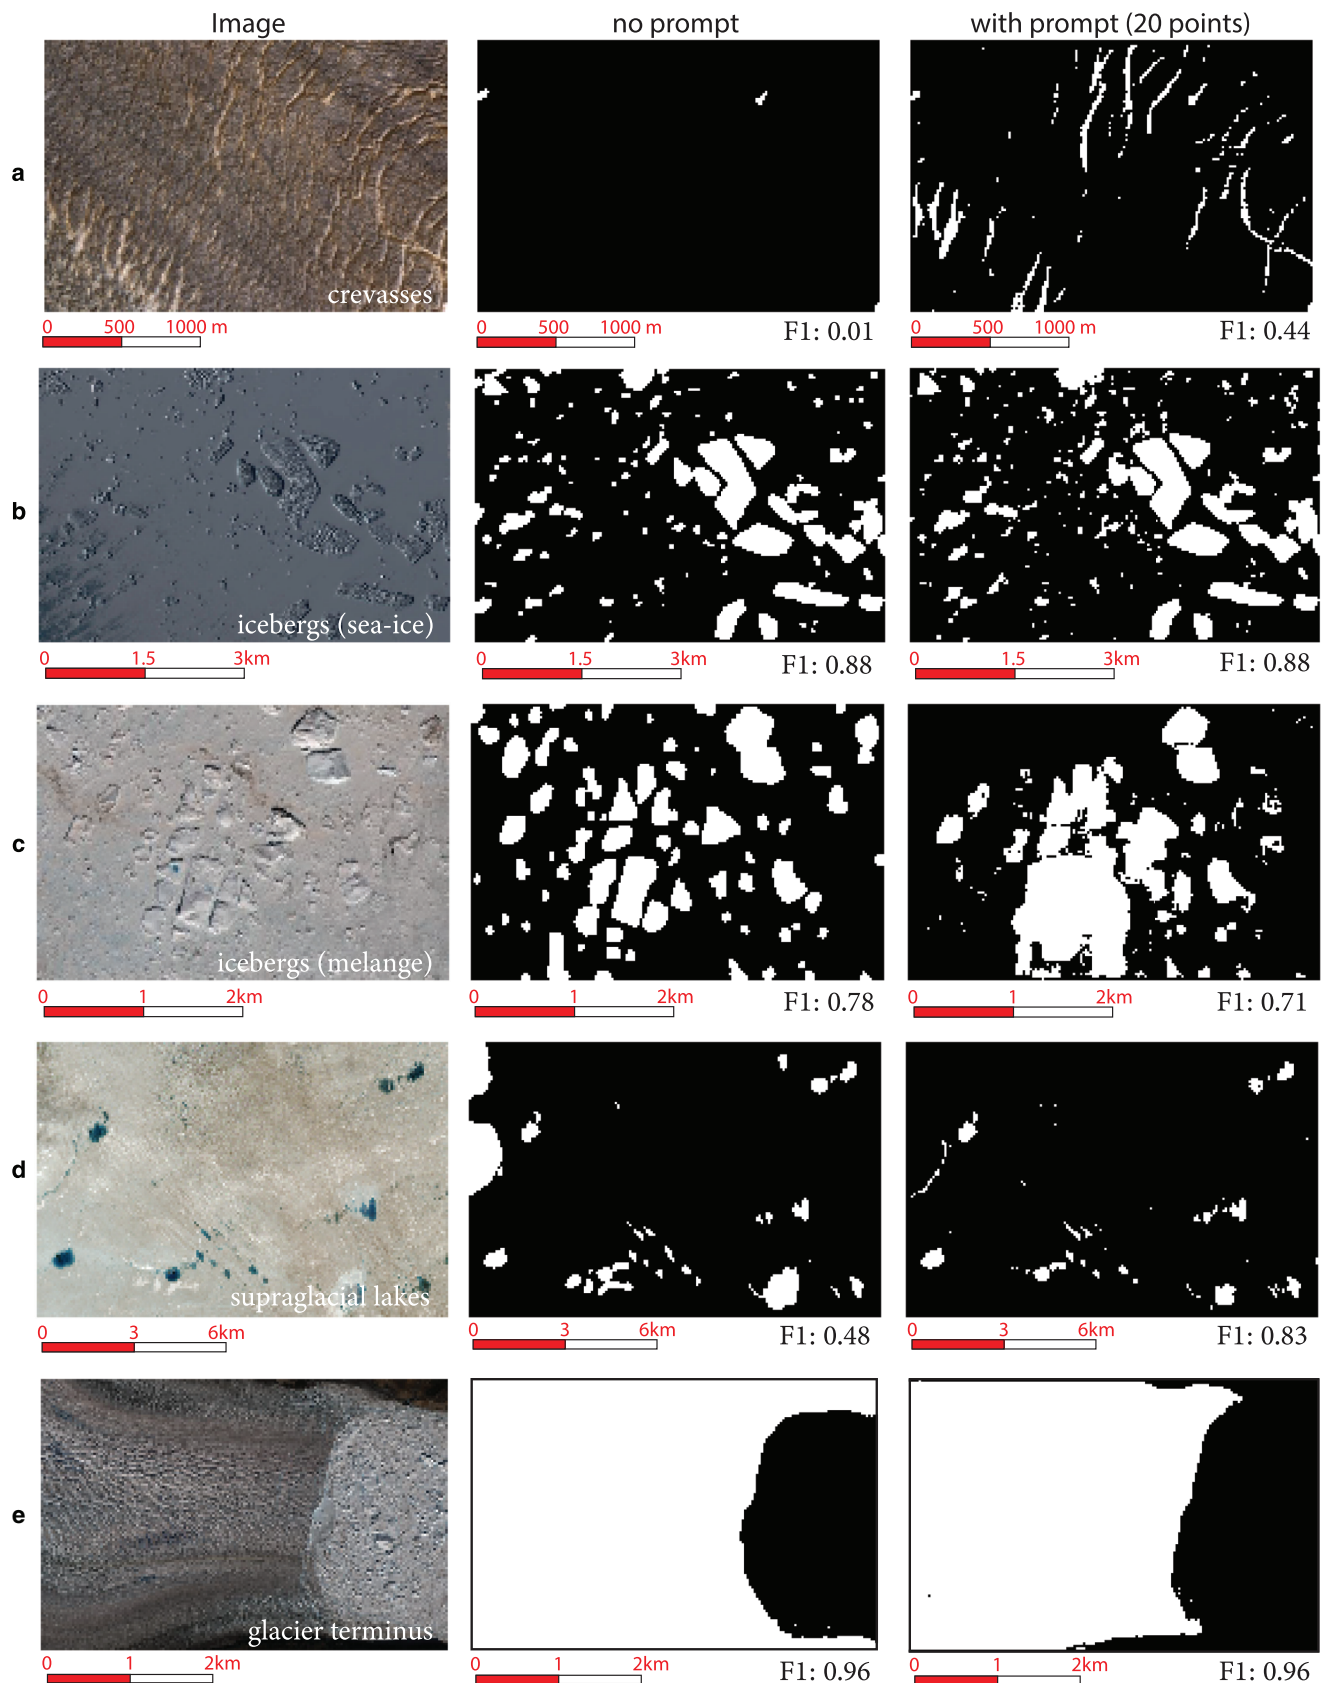 Image no prompt with prompt (20 points)
a
crevasses
0 500 1000 m
0 500 1000 m
F1: 0.01
0 500 1000 m
F1: 0.44
b
icebergs (sea-ice)
0 1.5 3km
0 1.5 3km
F1: 0.88
0 1.5 3km
F1: 0.88
c
icebergs (melange)
0 1 2km
0 1 2km
F1: 0.78
0 1 2km
F1: 0.71
d
supraglacial lakes
0 3 6km
0 3 6km
F1: 0.48
0 3 6km
F1: 0.83
e
glacier terminus
0 1 2km
0 1 2km
F1: 0.96
0 1 2km
F1: 0.96